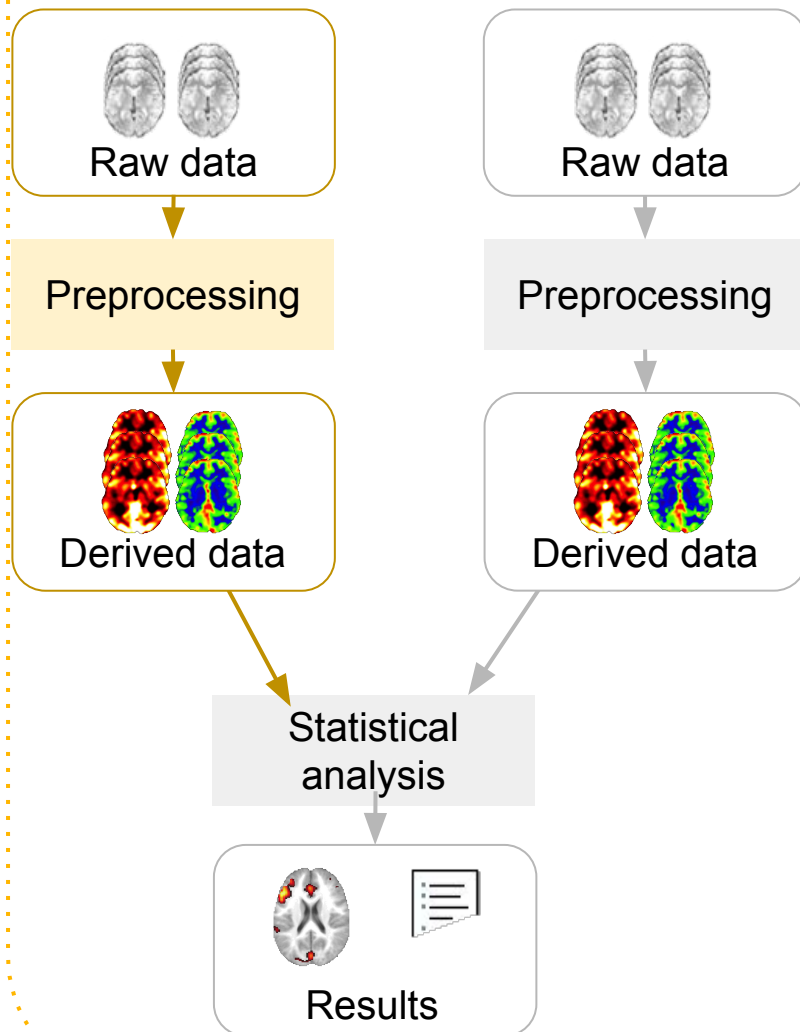 Raw data
Raw data
Preprocessing
Preprocessing
Derived data
Derived data
Statistical
analysis
Results